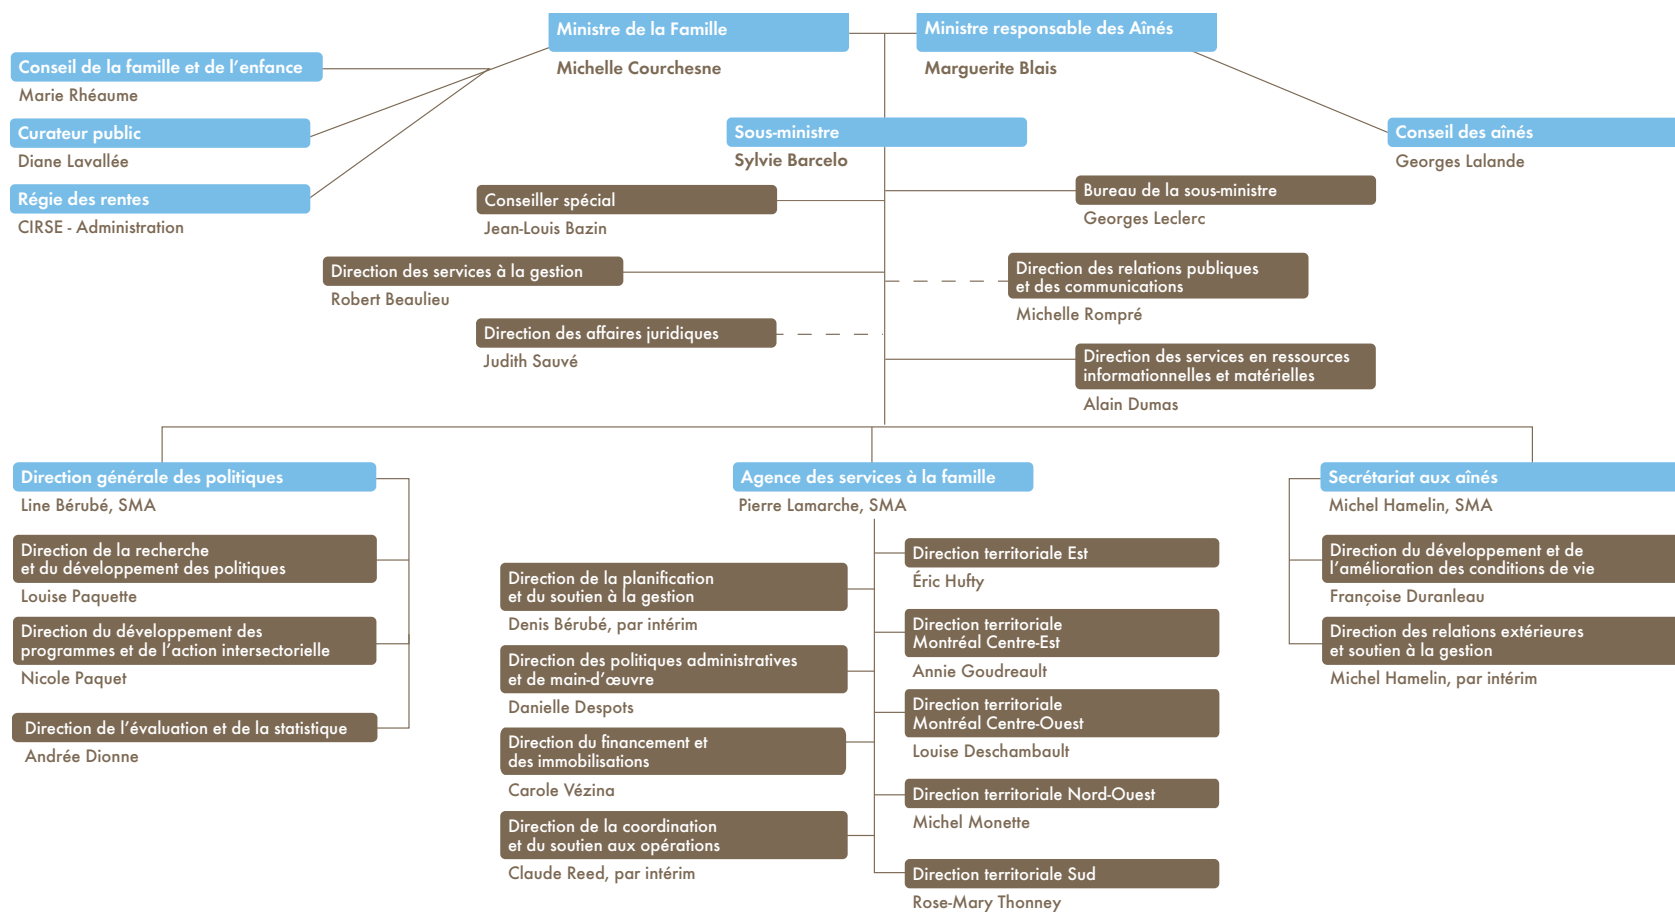 Ministre de la Famille
Michelle Courchesne
Ministre responsable des Aînés
Marguerite Blais
Conseil de la famille et de l'enfance
Marie Rhéaume
Curateur public
Diane Lavallée
Régie des rentes
CIRSE - Administration
Sous-ministre
Sylvie Barcelo
Conseil des aînés
Georges Lalande
Conseiller spécial
Jean-Louis Bazin
Bureau de la sous-ministre
Georges Leclerc
Direction des services à la gestion
Robert Beaulieu
Direction des relations publiques
et des communications
Michelle Rompré
Direction des affaires juridiques
Judith Sauvé
Direction des services en ressources
informationnelles et matérielles
Alain Dumas
Direction générale des politiques
Line Bérubé, SMA
Direction de la recherche
et du développement des politiques
Louise Paquette
Direction du développement des
programmes et de l'action intersectorielle
Nicole Paquet
Direction de l'évaluation et de la statistique
Andrée Dionne
Agence des services à la famille
Pierre Lamarche, SMA
Direction de la planification
et du soutien à la gestion
Denis Bérubé, par intérim
Direction des politiques administratives
et de main-d'œuvre
Danielle Despots
Direction du financement et
des immobilisations
Carole Vézina
Direction de la coordination
et du soutien aux opérations
Claude Reed, par intérim
Direction territoriale Est
Éric Hufty
Direction territoriale
Montréal Centre-Est
Annie Goudreault
Direction territoriale
Montréal Centre-Ouest
Louise Deschambault
Direction territoriale Nord-Ouest
Michel Monette
Direction territoriale Sud
Rose-Mary Thonney
Secrétariat aux aînés
Michel Hamelin, SMA
Direction du développement et de
l'amélioration des conditions de vie
Françoise Duranleau
Direction des relations extérieures
et soutien à la gestion
Michel Hamelin, par intérim